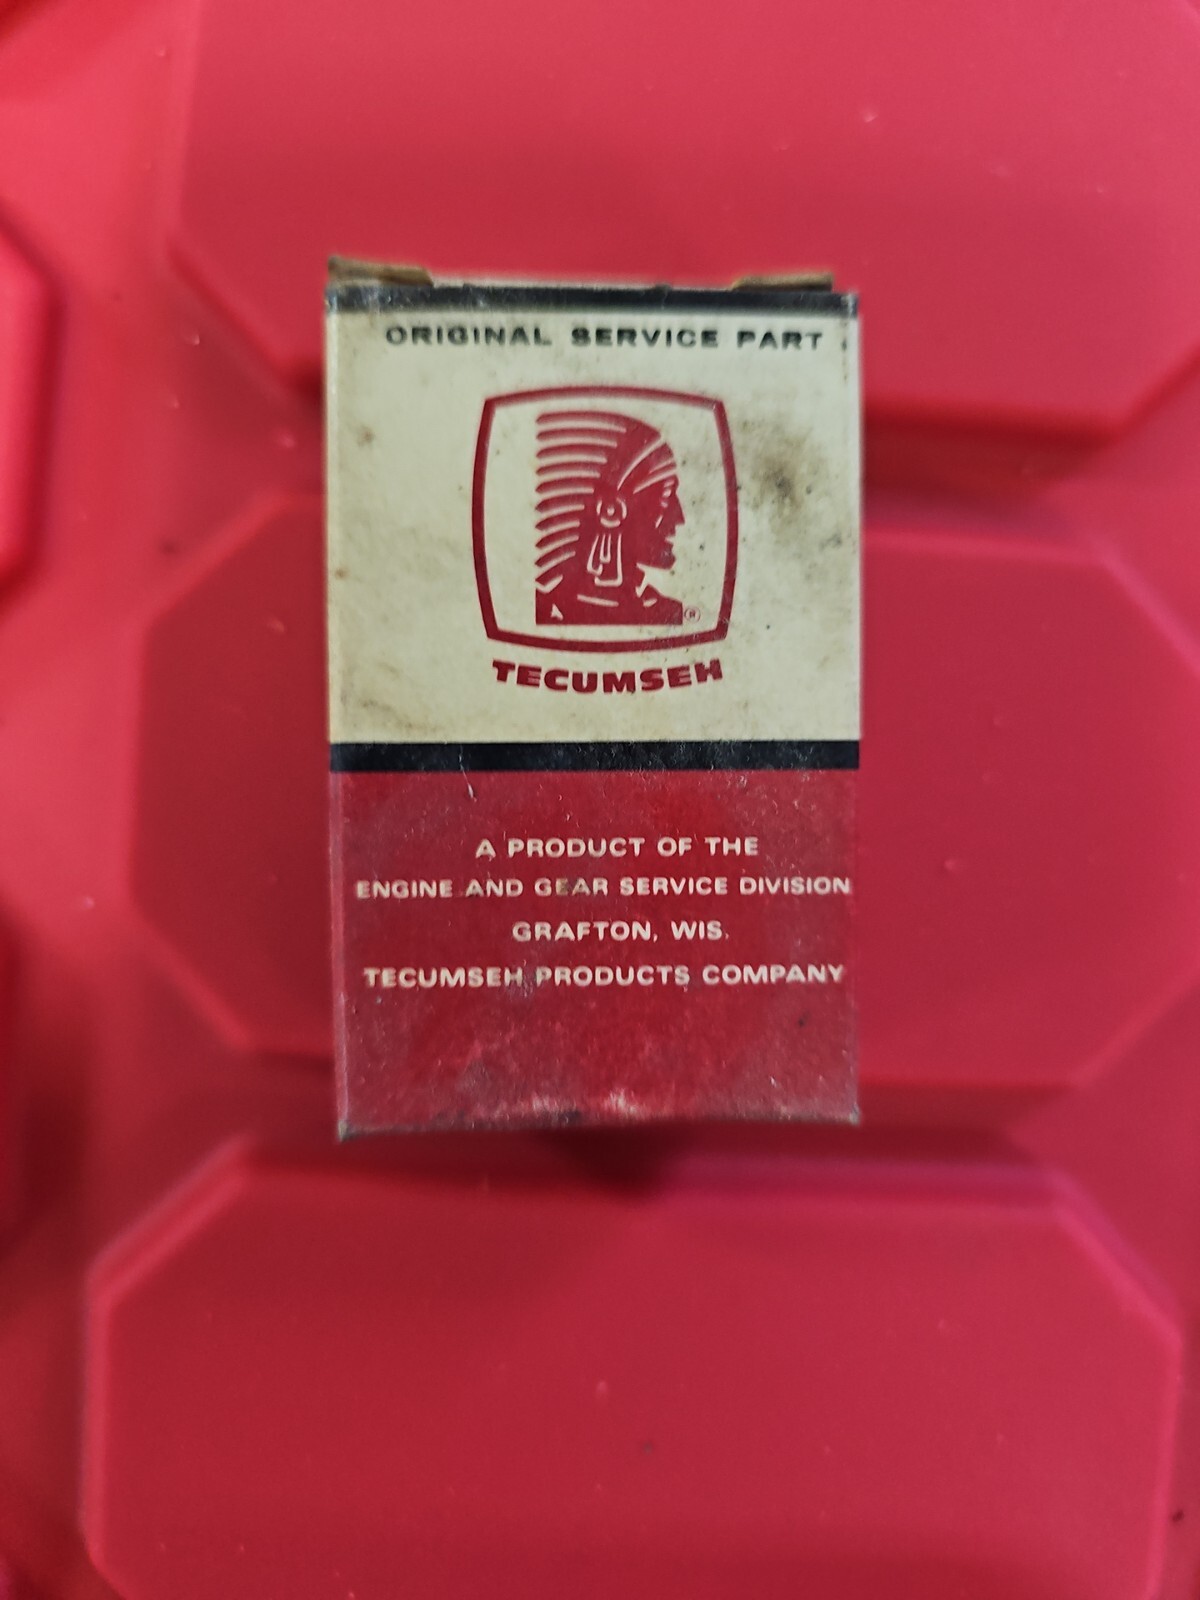 ORIGINAL SERVICE PART
®
TECUMSEH
A PRODUCT OF THE
ENGINE AND GEAR SERVICE DIVISION
GRAFTON, WIS.
TECUMSEH PRODUCTS COMPANY